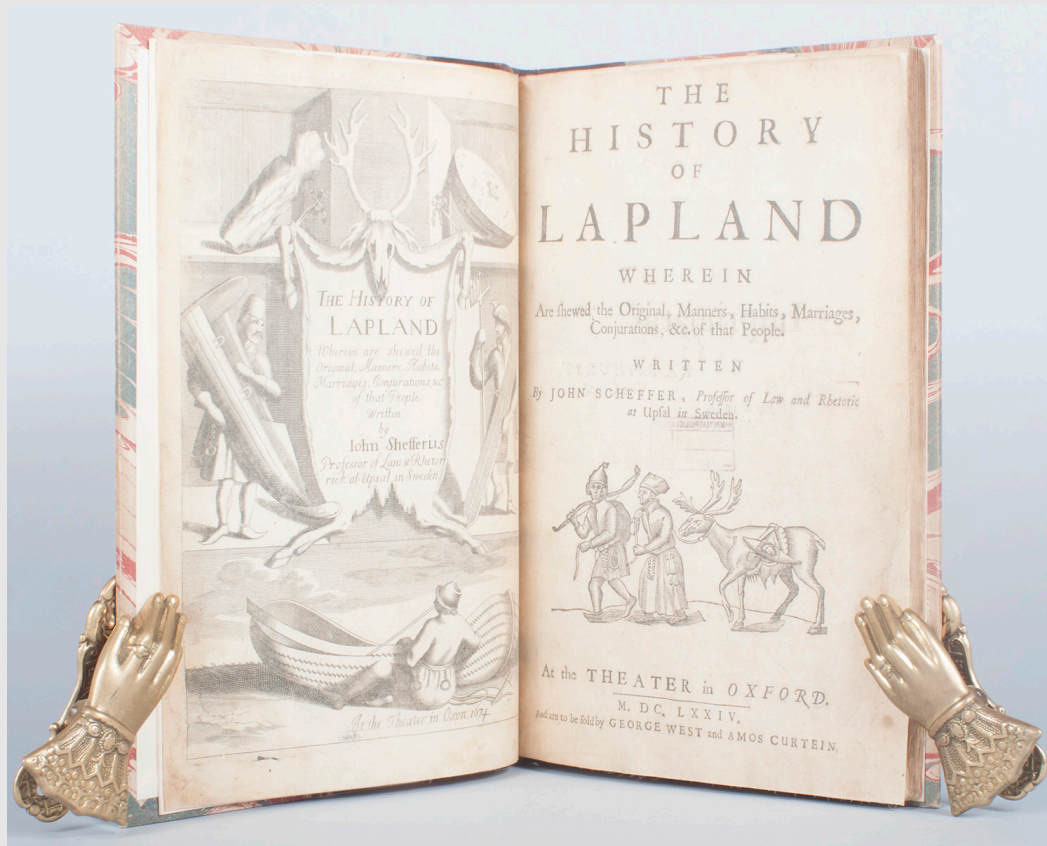 THE HISTORY OF
LAPLAND
Wherein are shewed the
Original, Manners, Habits,
Marriages, Conjurations, &c.
of that People.
Written
by
Iohn Shefferus
Professor of Law & Rheto-
rick at Upsal in Sweden
At the Theater in Oxon 1674.
THE
HISTORY
OF
LAPLAND
WHEREIN
Are shewed the Original, Manners, Habits, Marriages,
Conjurations, &c. of that People.
WRITTEN
By JOHN SCHEFFER, Professor of Law and Rhetoric
at Upsal in Sweden.
At the THEATER in OXFORD.
M. DC. LXXIV.
And are to be sold by GEORGE WEST and AMOS CURTEIN.